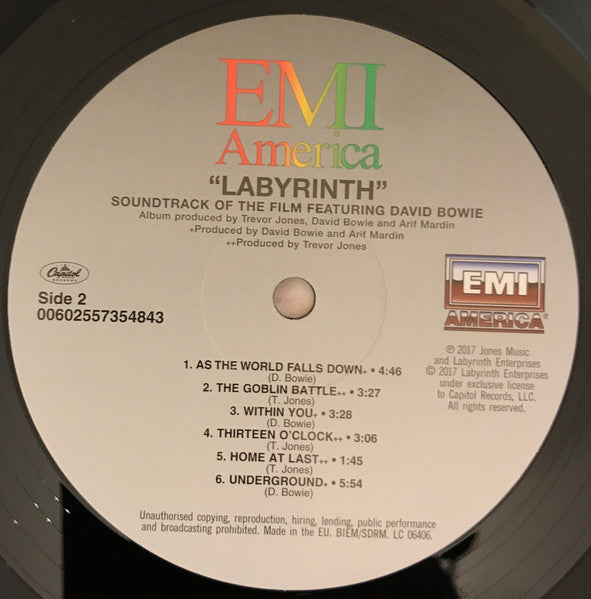 EMI
America
“LABYRINTH”
SOUNDTRACK OF THE FILM FEATURING DAVID BOWIE
Album produced by Trevor Jones, David Bowie and Arif Mardin
+Produced by David Bowie and Arif Mardin
++Produced by Trevor Jones
Capitol
RECORDS
Side 2
00602557354843
EMI
AMERICA®
℗ 2017 Jones Music
and Labyrinth Enterprises
© 2017 Labyrinth Enterprises
under exclusive license
to Capitol Records, LLC.
All rights reserved.
1. AS THE WORLD FALLS DOWN+ • 4:46
(D. Bowie)
2. THE GOBLIN BATTLE++ • 3:27
(T. Jones)
3. WITHIN YOU+ • 3:28
(D. Bowie)
4. THIRTEEN O’CLOCK++ • 3:06
(T. Jones)
5. HOME AT LAST++ • 1:45
(T. Jones)
6. UNDERGROUND+ • 5:54
(D. Bowie)
Unauthorised copying, reproduction, hiring, lending, public performance
and broadcasting prohibited. Made in the EU. BIEM/SDRM. LC 06406.